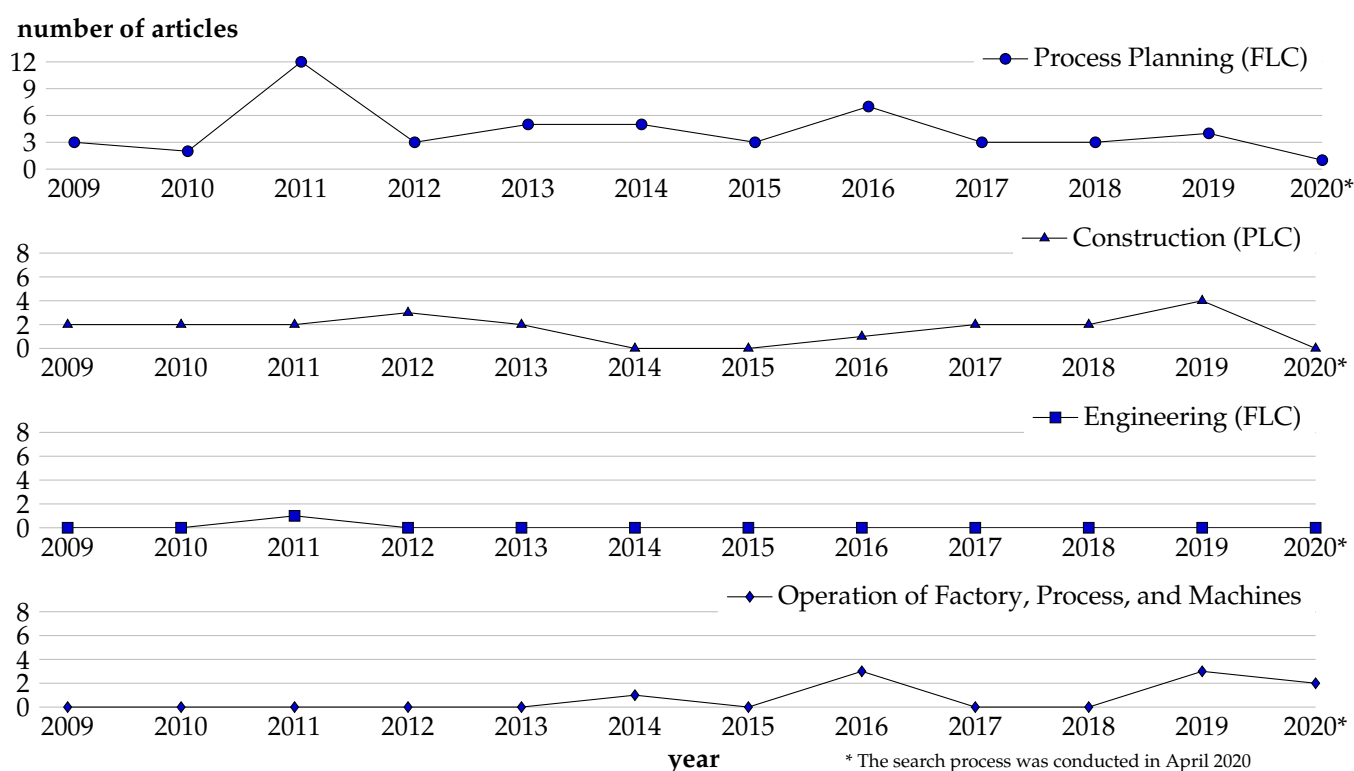 number of articles
Process Planning (FLC)
12
9
6
3
0
2009 2010 2011 2012 2013 2014 2015 2016 2017 2018 2019 2020*
Construction (PLC)
8
6
4
2
0
2009 2010 2011 2012 2013 2014 2015 2016 2017 2018 2019 2020*
Engineering (FLC)
8
6
4
2
0
2009 2010 2011 2012 2013 2014 2015 2016 2017 2018 2019 2020*
Operation of Factory, Process, and Machines
8
6
4
2
0
2009 2010 2011 2012 2013 2014 2015 2016 2017 2018 2019 2020*
year
* The search process was conducted in April 2020